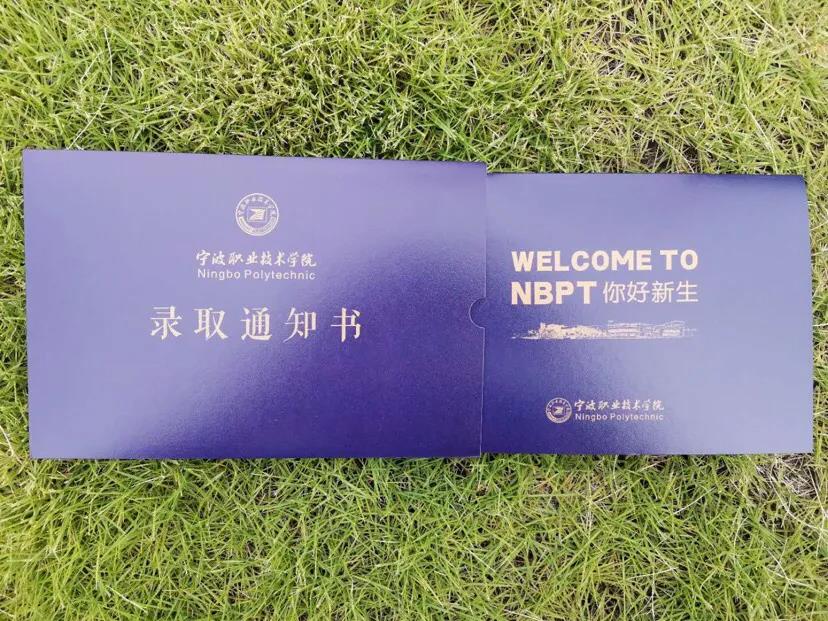 宁波职业技术学院
Ningbo Polytechnic
录取通知书
WELCOME TO
NBPT 你好新生
宁波职业技术学院
Ningbo Polytechnic